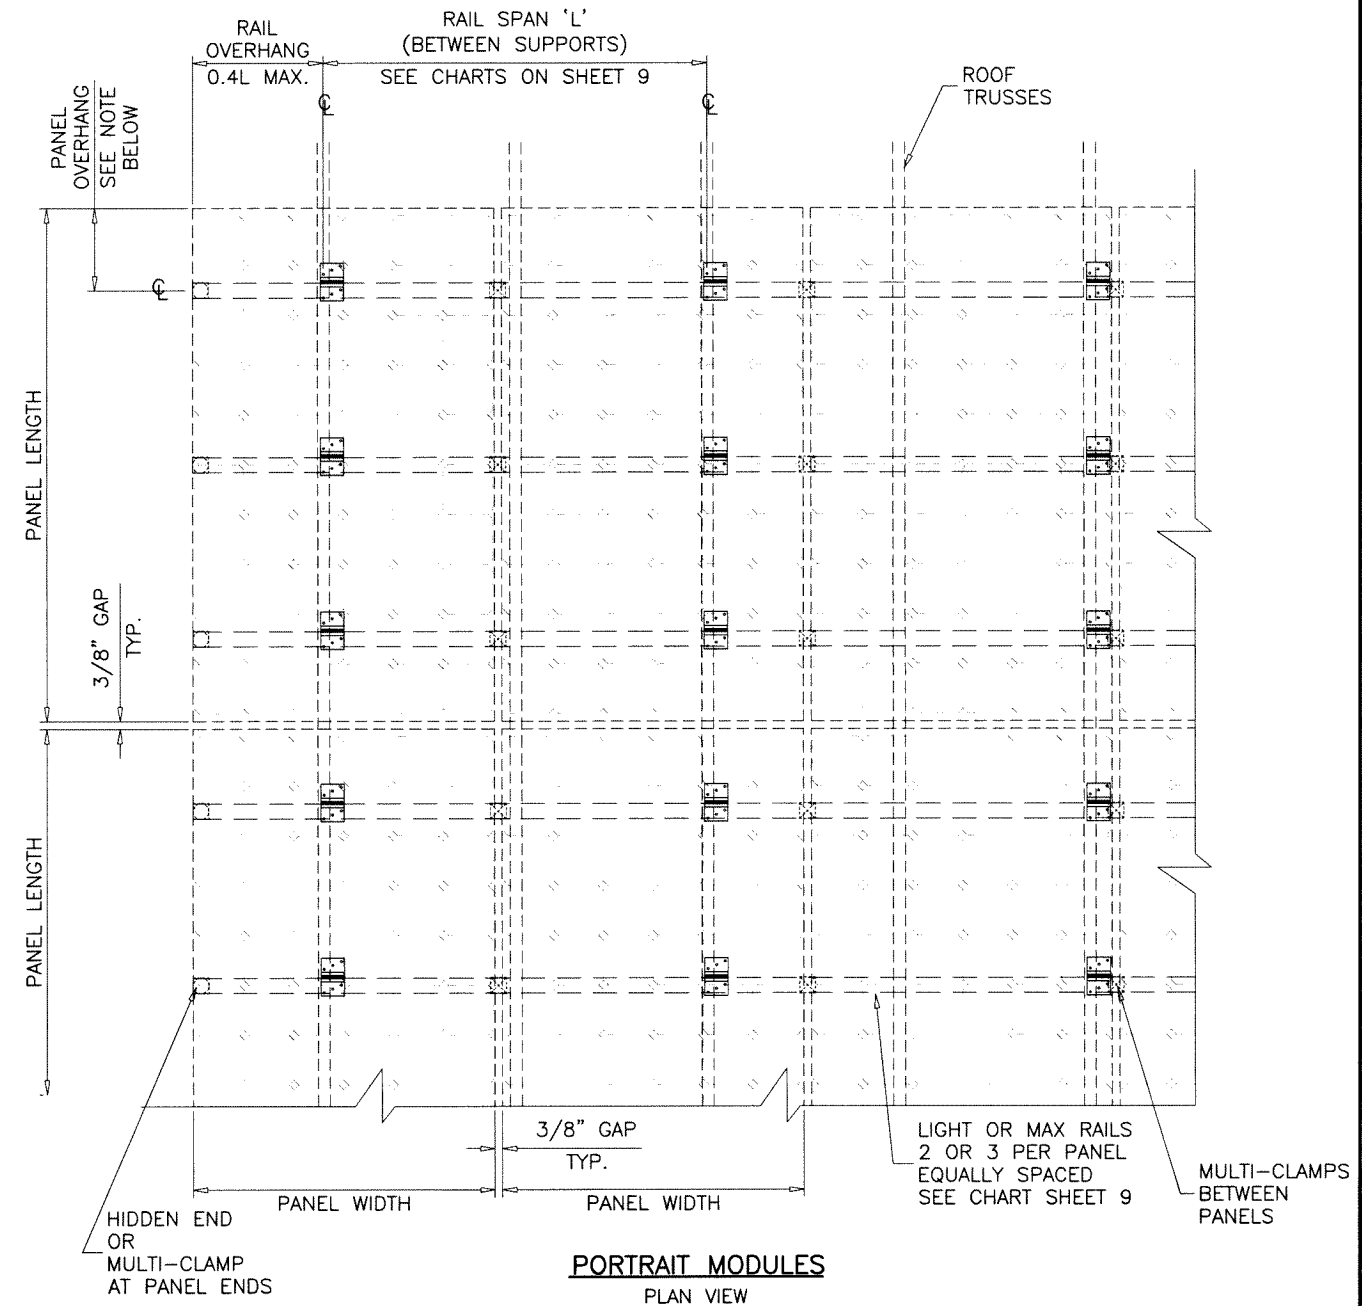 RAIL
OVERHANG
0.4L MAX.
RAIL SPAN 'L'
(BETWEEN SUPPORTS)
SEE CHARTS ON SHEET 9
ROOF
TRUSSES
PANEL
OVERHANG
SEE NOTE
BELOW
℄
℄
℄
PANEL LENGTH
3/8" GAP
TYP.
PANEL LENGTH
3/8" GAP
TYP.
PANEL WIDTH
PANEL WIDTH
LIGHT OR MAX RAILS
2 OR 3 PER PANEL
EQUALLY SPACED
SEE CHART SHEET 9
MULTI-CLAMPS
BETWEEN
PANELS
HIDDEN END
OR
MULTI-CLAMP
AT PANEL ENDS
PORTRAIT MODULES
PLAN VIEW